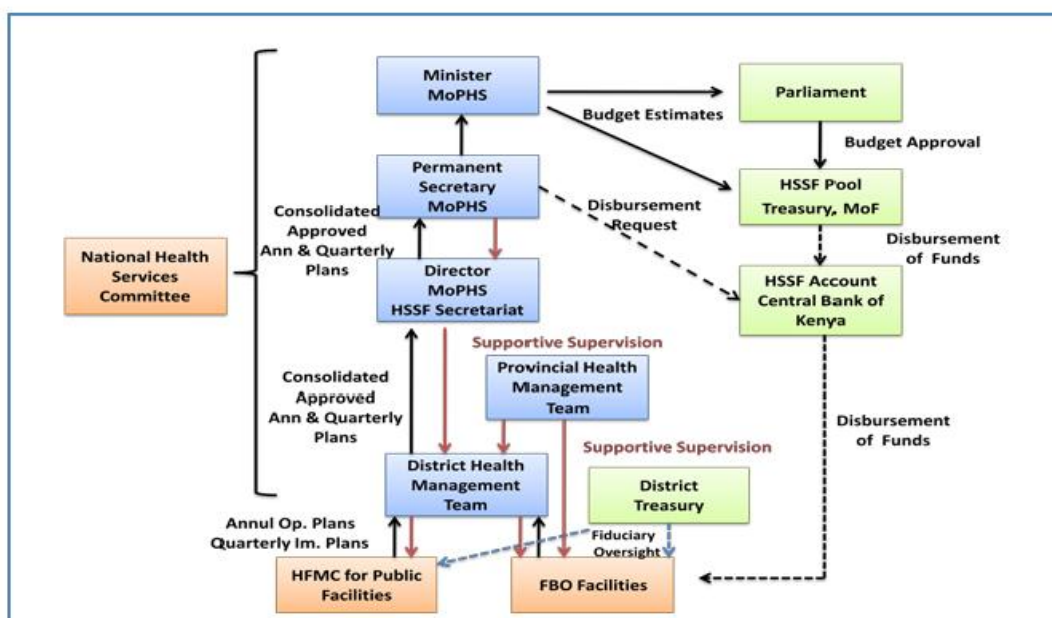 Minister
MoPHS
Parliament
Budget Estimates
Budget Approval
Permanent
Secretary
MoPHS
HSSF Pool
Treasury, MoF
Disbursement
Request
Consolidated
Approved
Ann & Quarterly
Plans
Disbursement
of Funds
National Health
Services
Committee
Director
MoPHS
HSSF Secretariat
HSSF Account
Central Bank of
Kenya
Supportive Supervision
Provincial Health
Management
Team
Consolidated
Approved
Ann & Quarterly
Plans
Disbursement
of Funds
Supportive Supervision
District Health
Management
Team
District
Treasury
Annul Op. Plans
Quarterly Im. Plans
Fiduciary
Oversight
HFMC for Public
Facilities
FBO Facilities